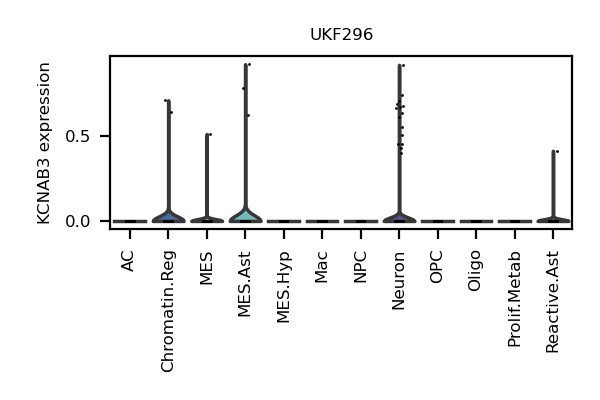 UKF296
KCNAB3 expression
0.5
0.0
AC
Chromatin.Reg
MES
MES.Ast
MES.Hyp
Mac
NPC
Neuron
OPC
Oligo
Prolif.Metab
Reactive.Ast